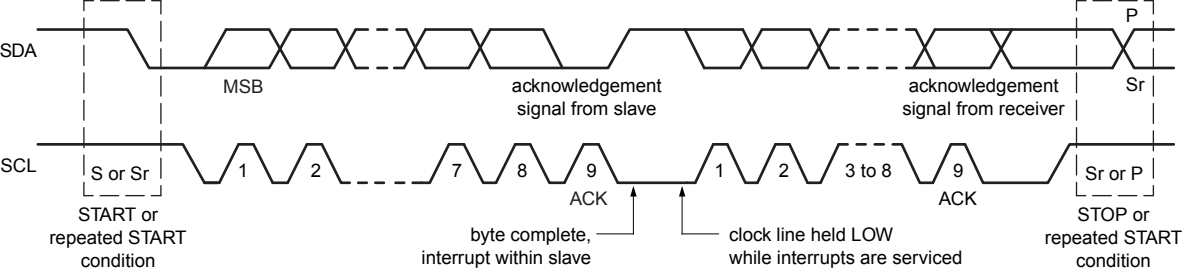 P
SDA
MSB
acknowledgement
signal from slave
acknowledgement
signal from receiver
Sr
SCL
S or Sr
1
2
7
8
9
ACK
1
2
3 to 8
9
ACK
Sr or P
START or
repeated START
condition
byte complete,
interrupt within slave
clock line held LOW
while interrupts are serviced
STOP or
repeated START
condition